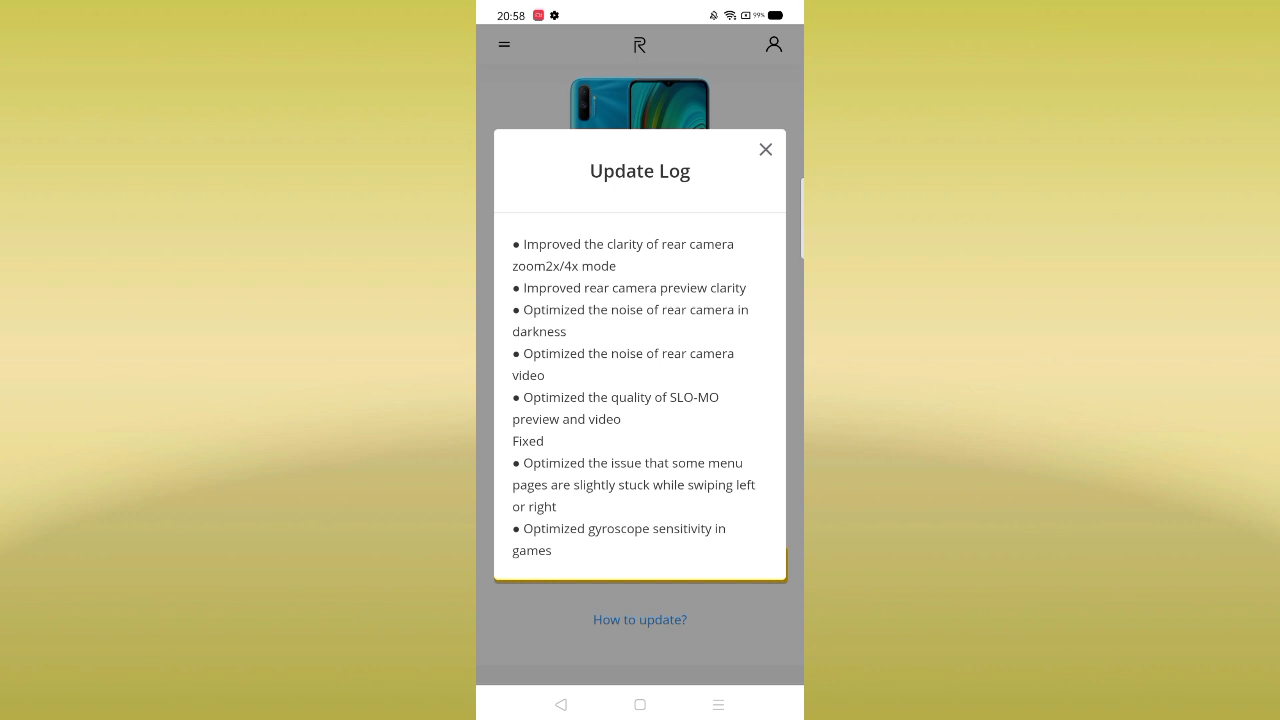 20:58
99%
Update Log
● Improved the clarity of rear camera
zoom2x/4x mode
● Improved rear camera preview clarity
● Optimized the noise of rear camera in
darkness
● Optimized the noise of rear camera
video
● Optimized the quality of SLO-MO
preview and video
Fixed
● Optimized the issue that some menu
pages are slightly stuck while swiping left
or right
● Optimized gyroscope sensitivity in
games
How to update?